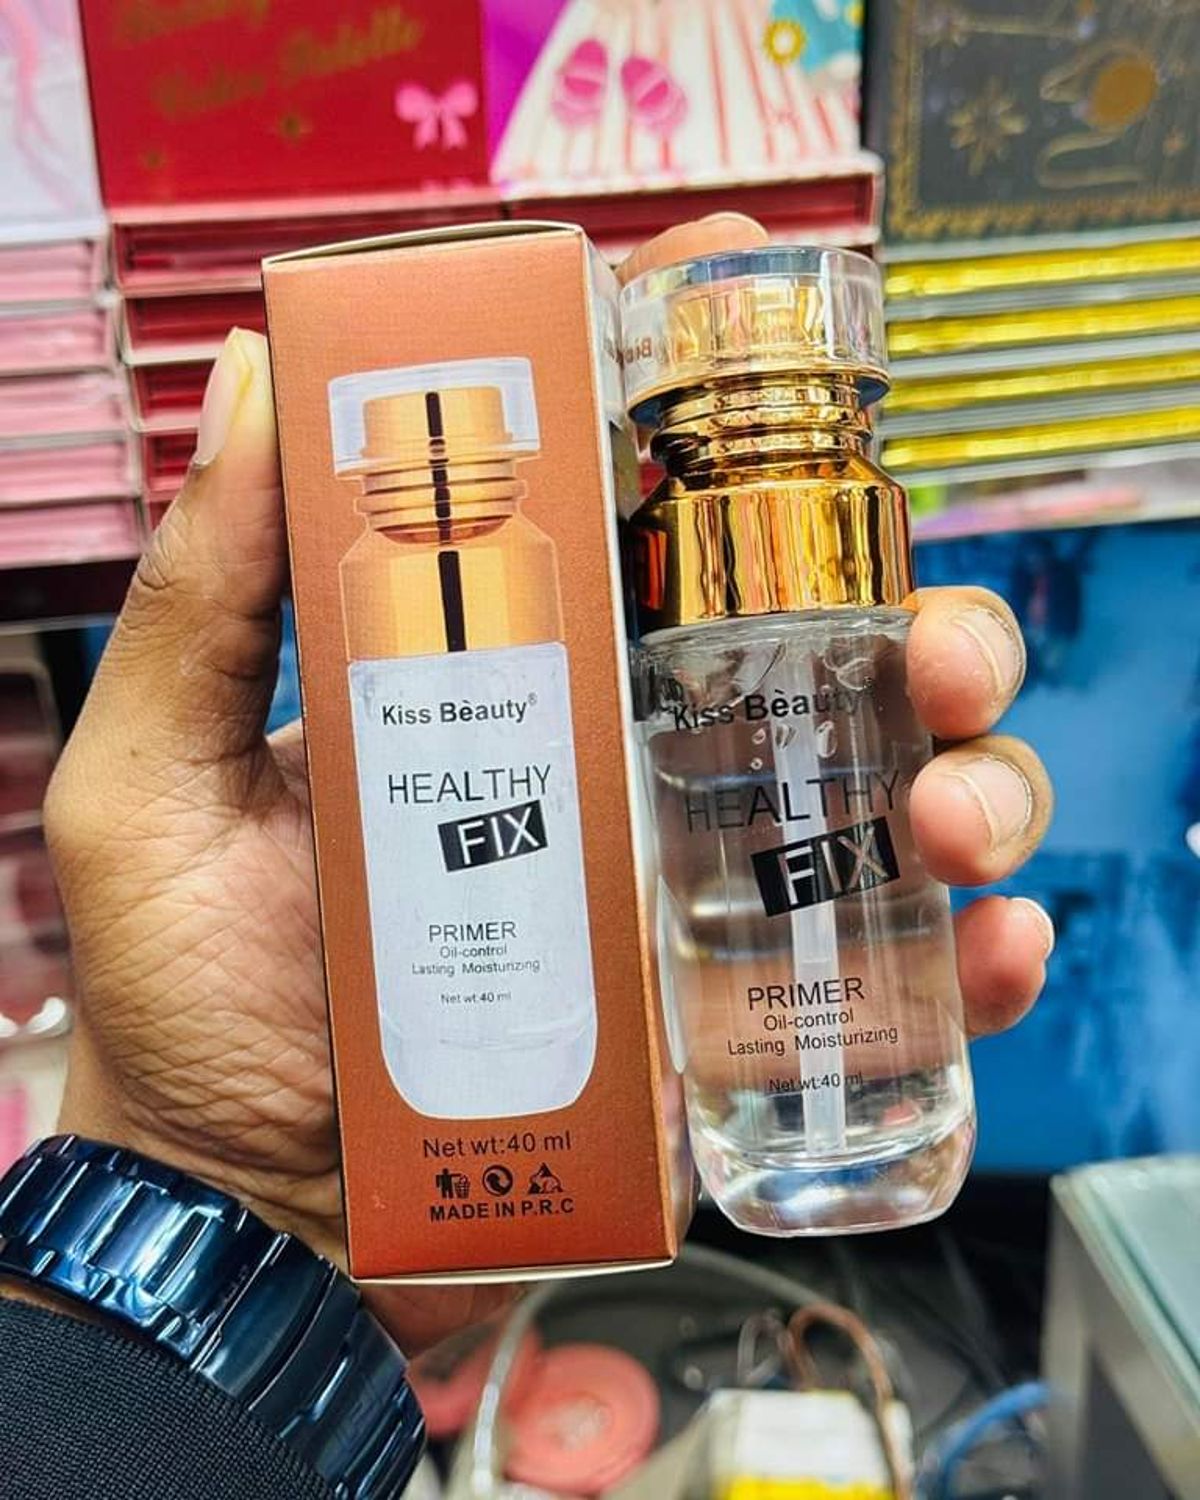 Kiss Bèauty®
HEALTHY
FIX
PRIMER
Oil-control
Lasting Moisturizing
Net wt:40 ml
Net wt:40 ml
MADE IN P.R.C
Kiss Bèauty
HEALTHY
FIX
PRIMER
Oil-control
Lasting Moisturizing
Net wt:40 ml